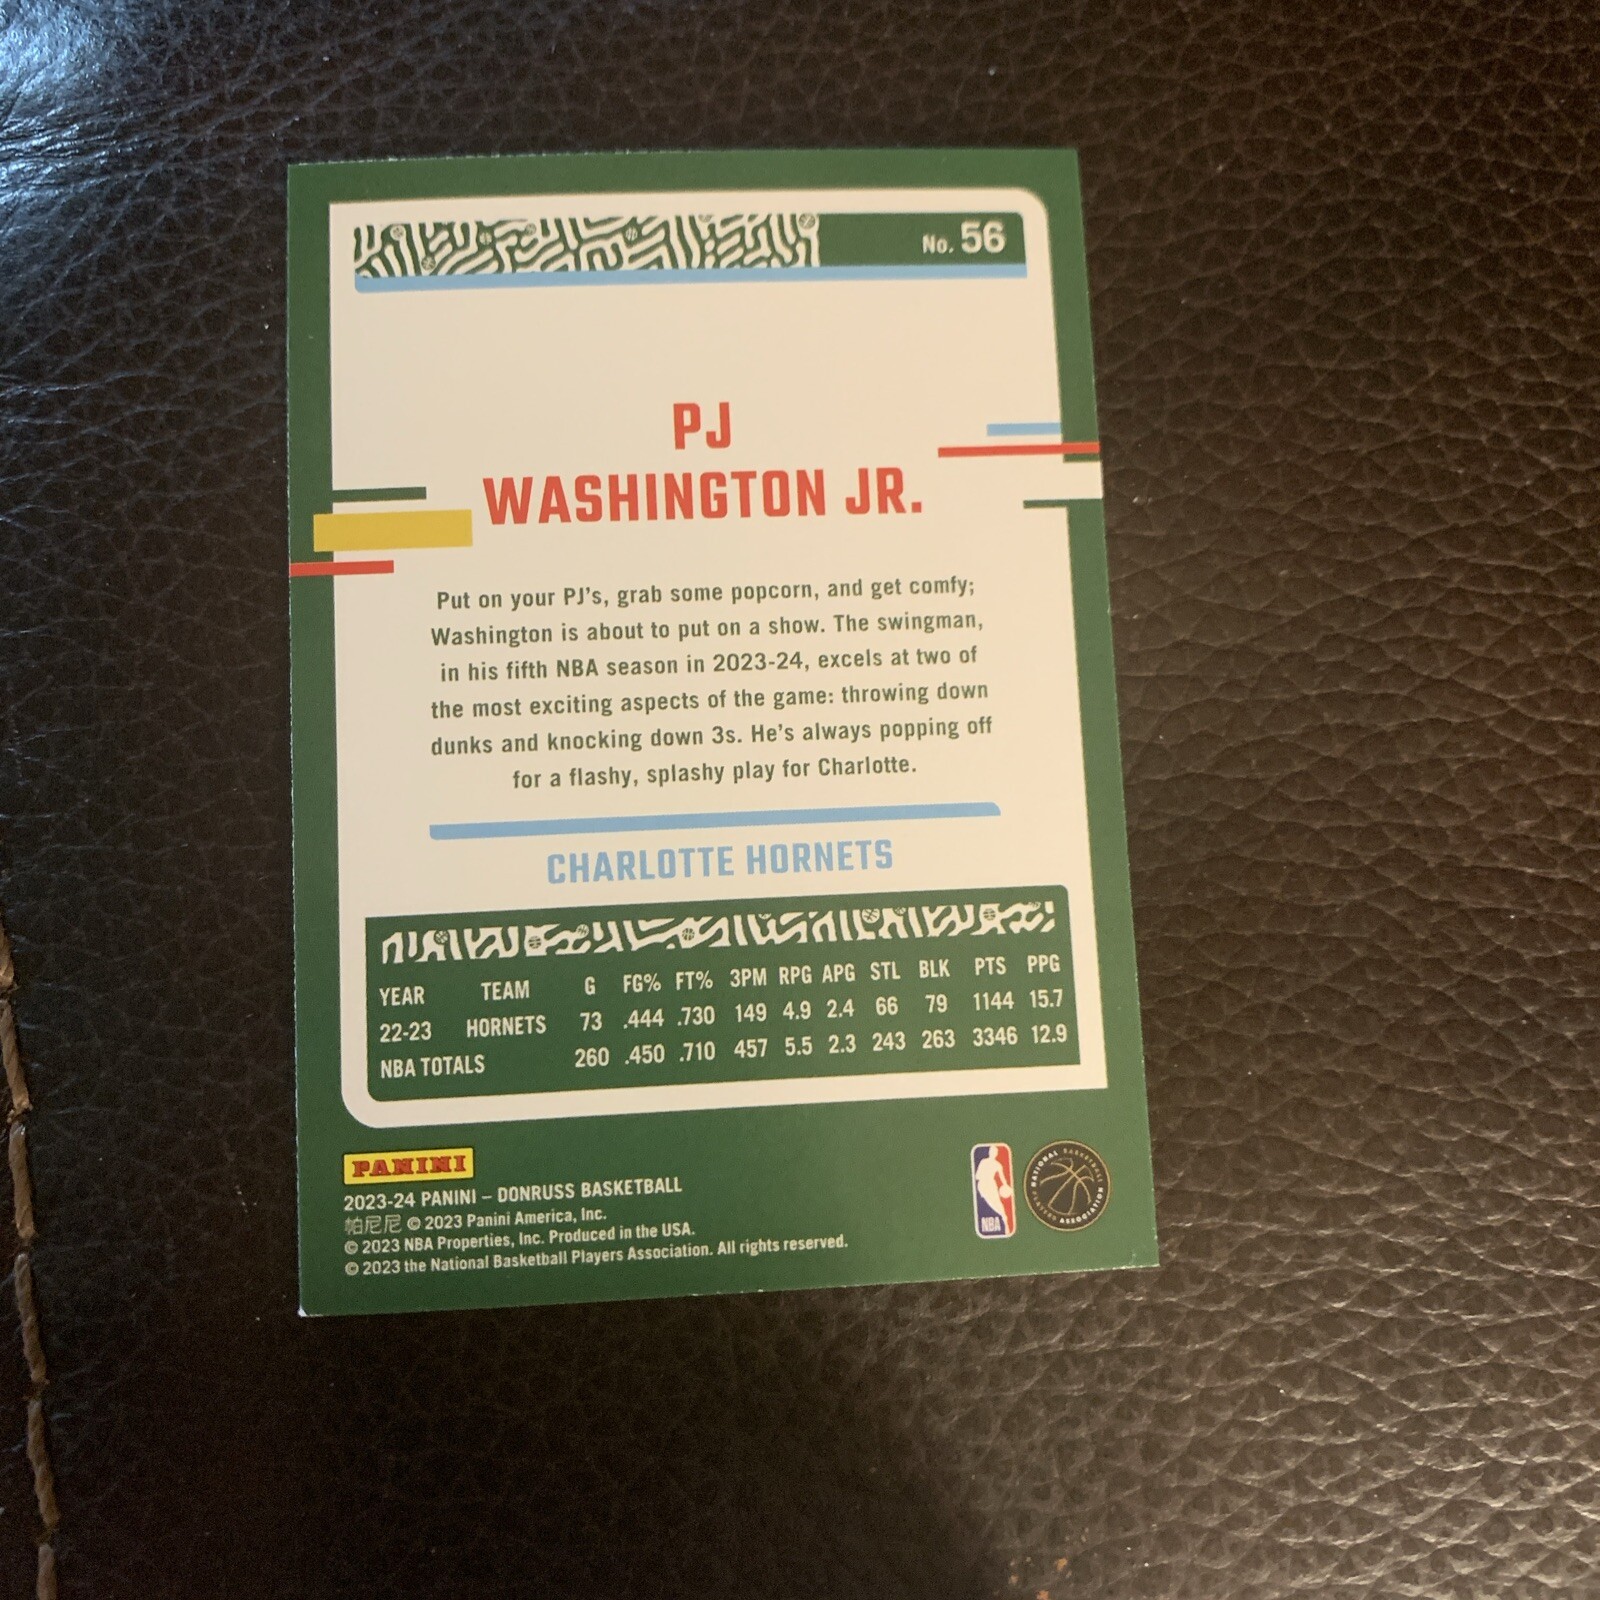 No. 56
PJ
WASHINGTON JR.
Put on your PJ's, grab some popcorn, and get comfy;
Washington is about to put on a show. The swingman,
in his fifth NBA season in 2023-24, excels at two of
the most exciting aspects of the game: throwing down
dunks and knocking down 3s. He's always popping off
for a flashy, splashy play for Charlotte.
CHARLOTTE HORNETS
YEAR TEAM G FG% FT% 3PM RPG APG STL BLK PTS PPG
22-23 HORNETS 73 .444 .730 149 4.9 2.4 66 79 1144 15.7
NBA TOTALS 260 .450 .710 457 5.5 2.3 243 263 3346 12.9
PANINI
2023-24 PANINI – DONRUSS BASKETBALL
帕尼尼 © 2023 Panini America, Inc.
© 2023 NBA Properties, Inc. Produced in the USA.
© 2023 the National Basketball Players Association. All rights reserved.
NBA
NATIONAL BASKETBALL
PLAYERS ASSOCIATION